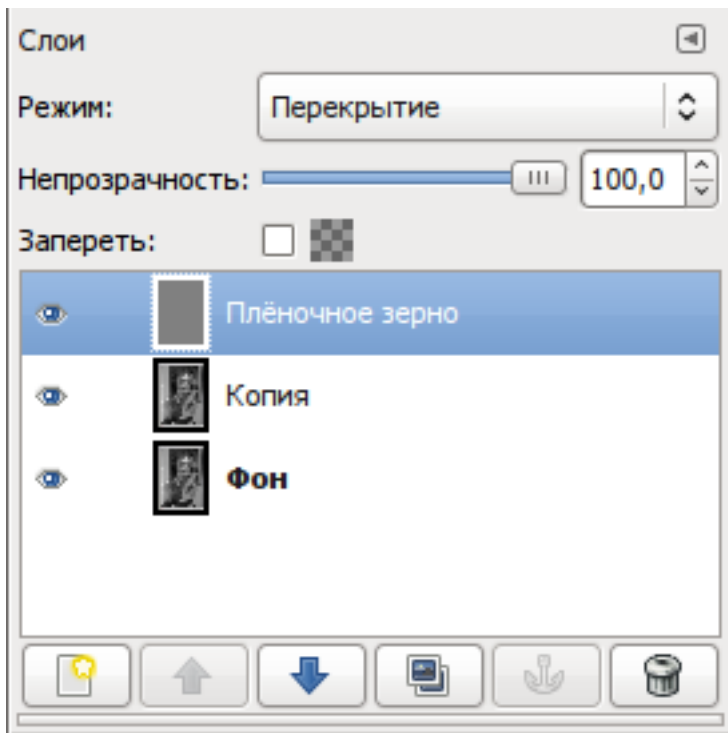 Слои
Режим: Перекрытие
Непрозрачность: 100,0
Запереть:
Плёночное зерно
Копия
Фон